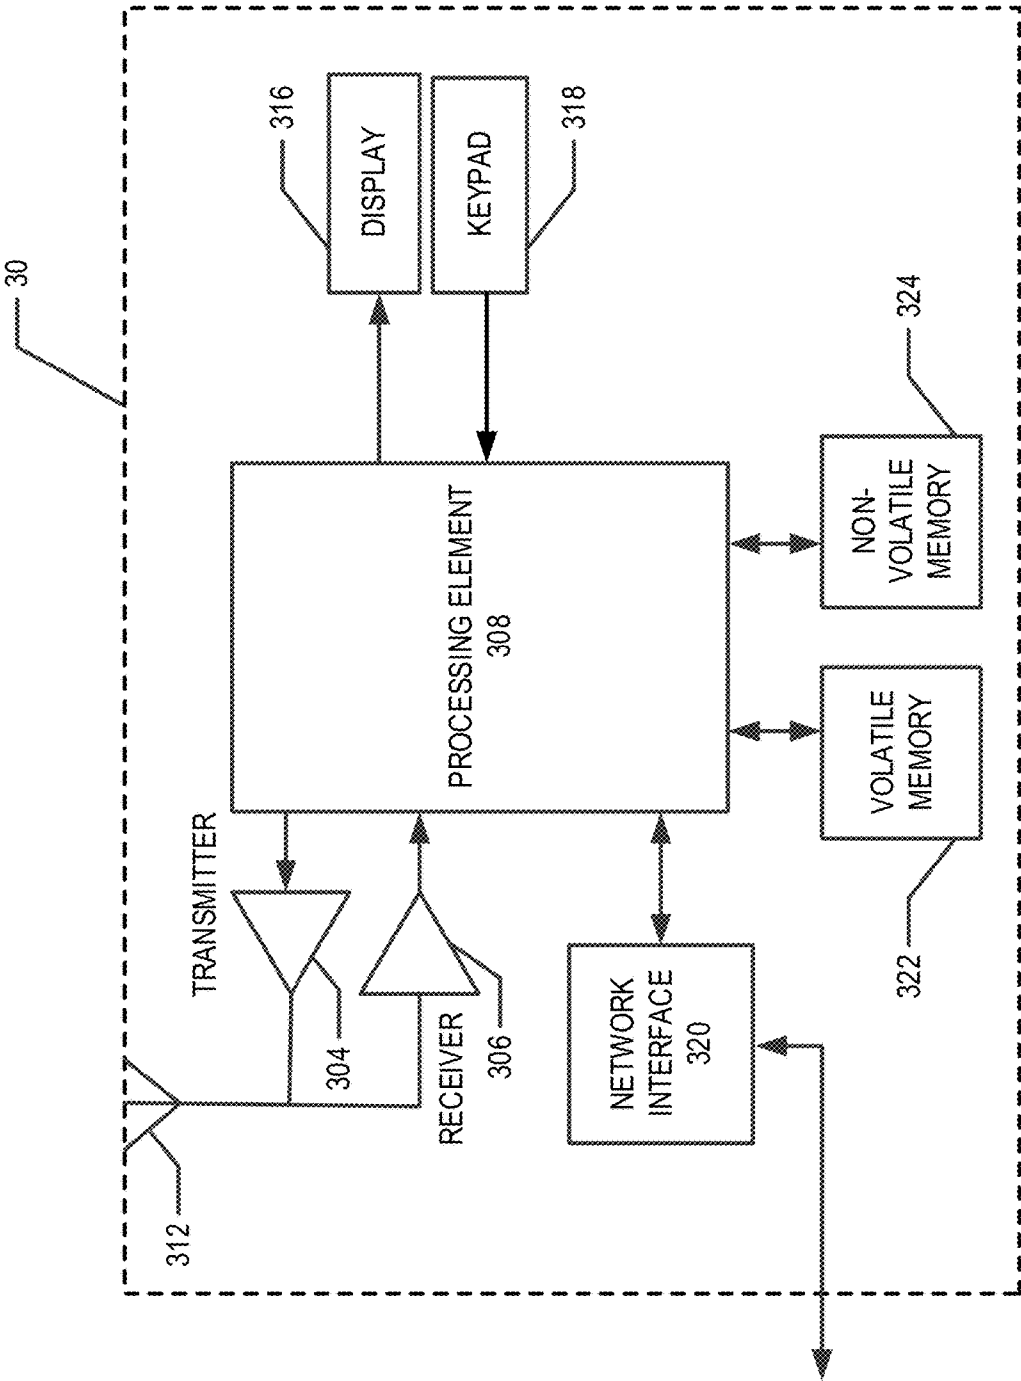 30
312
TRANSMITTER
304
RECEIVER
306
PROCESSING ELEMENT
308
316
DISPLAY
KEYPAD
318
NETWORK
INTERFACE
320
322
VOLATILE
MEMORY
NON-
VOLATILE
MEMORY
324